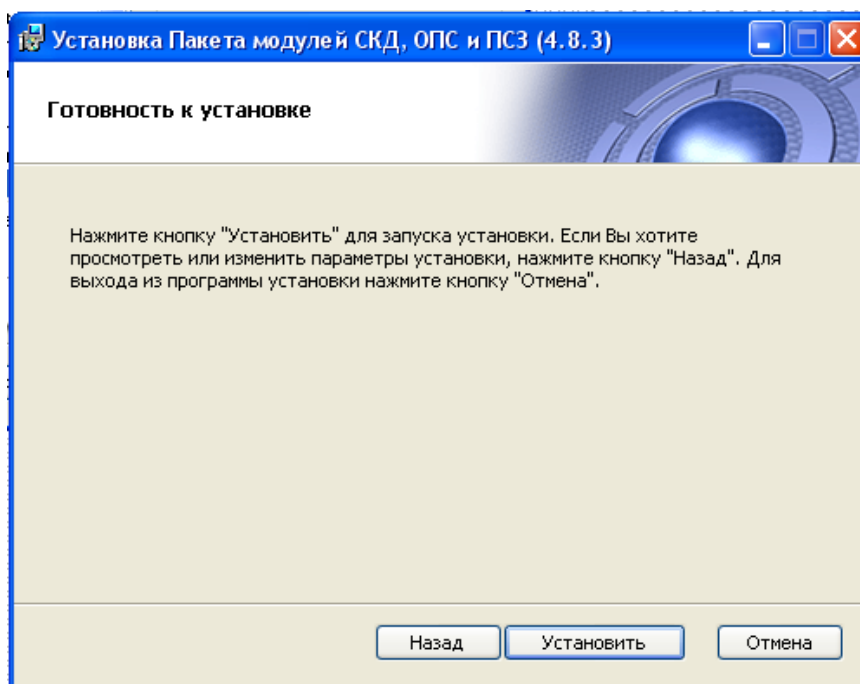 Установка Пакета модулей СКД, ОПС и ПСЗ (4.8.3)
Готовность к установке
Нажмите кнопку "Установить" для запуска установки. Если Вы хотите
просмотреть или изменить параметры установки, нажмите кнопку "Назад". Для
выхода из программы установки нажмите кнопку "Отмена".
Назад
Установить
Отмена